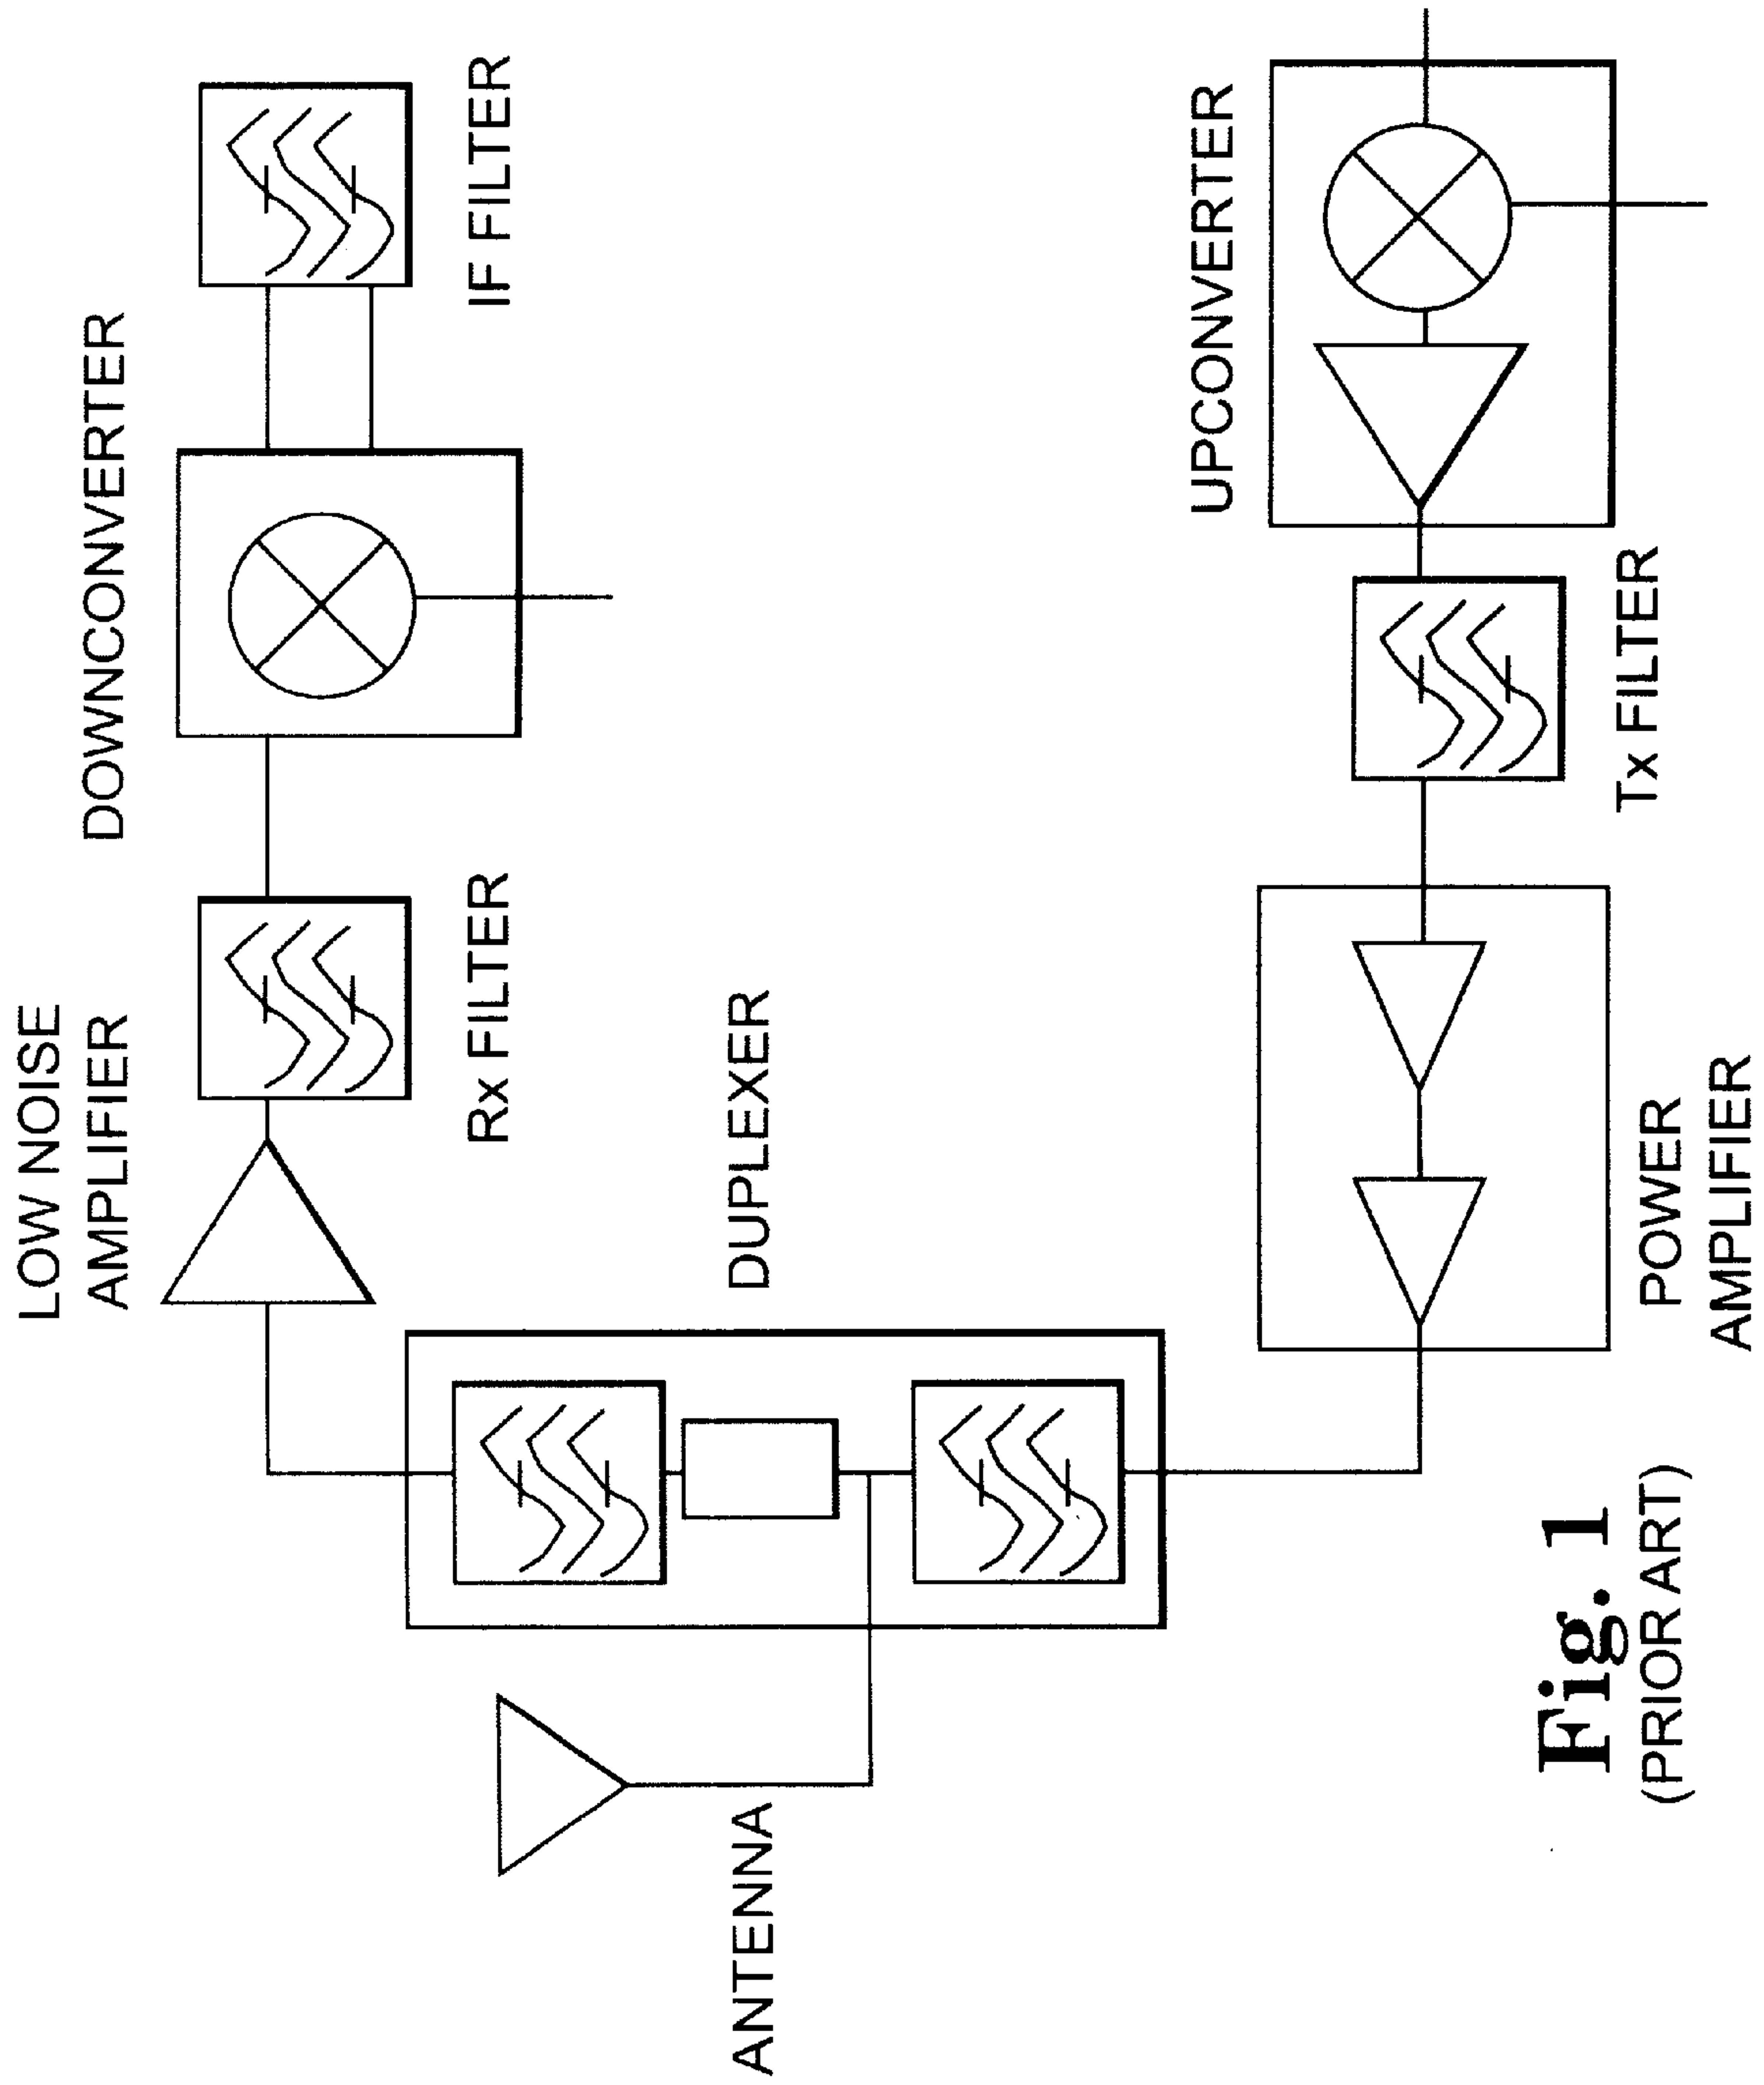 LOW NOISE
AMPLIFIER
DOWNCONVERTER
Rx FILTER
IF FILTER
DUPLEXER
ANTENNA
UPCONVERTER
Tx FILTER
POWER
AMPLIFIER
Fig. 1
(PRIOR ART)